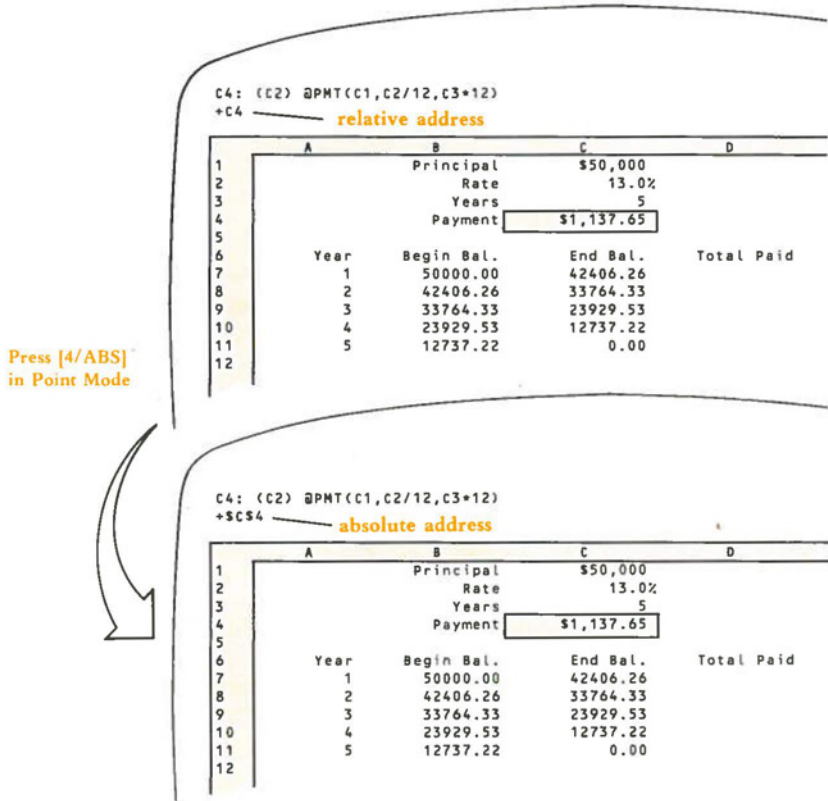 C4: (C2) @PMT(C1,C2/12,C3*12)
+C4
relative address
A B C D
1 Principal $50,000
2 Rate 13.0%
3 Years 5
4 Payment $1,137.65
5
6 Year Begin Bal. End Bal. Total Paid
7 1 50000.00 42406.26
8 2 42406.26 33764.33
9 3 33764.33 23929.53
10 4 23929.53 12737.22
11 5 12737.22 0.00
12
Press [4/ABS]
in Point Mode
C4: (C2) @PMT(C1,C2/12,C3*12)
+$C$4
absolute address
A B C D
1 Principal $50,000
2 Rate 13.0%
3 Years 5
4 Payment $1,137.65
5
6 Year Begin Bal. End Bal. Total Paid
7 1 50000.00 42406.26
8 2 42406.26 33764.33
9 3 33764.33 23929.53
10 4 23929.53 12737.22
11 5 12737.22 0.00
12